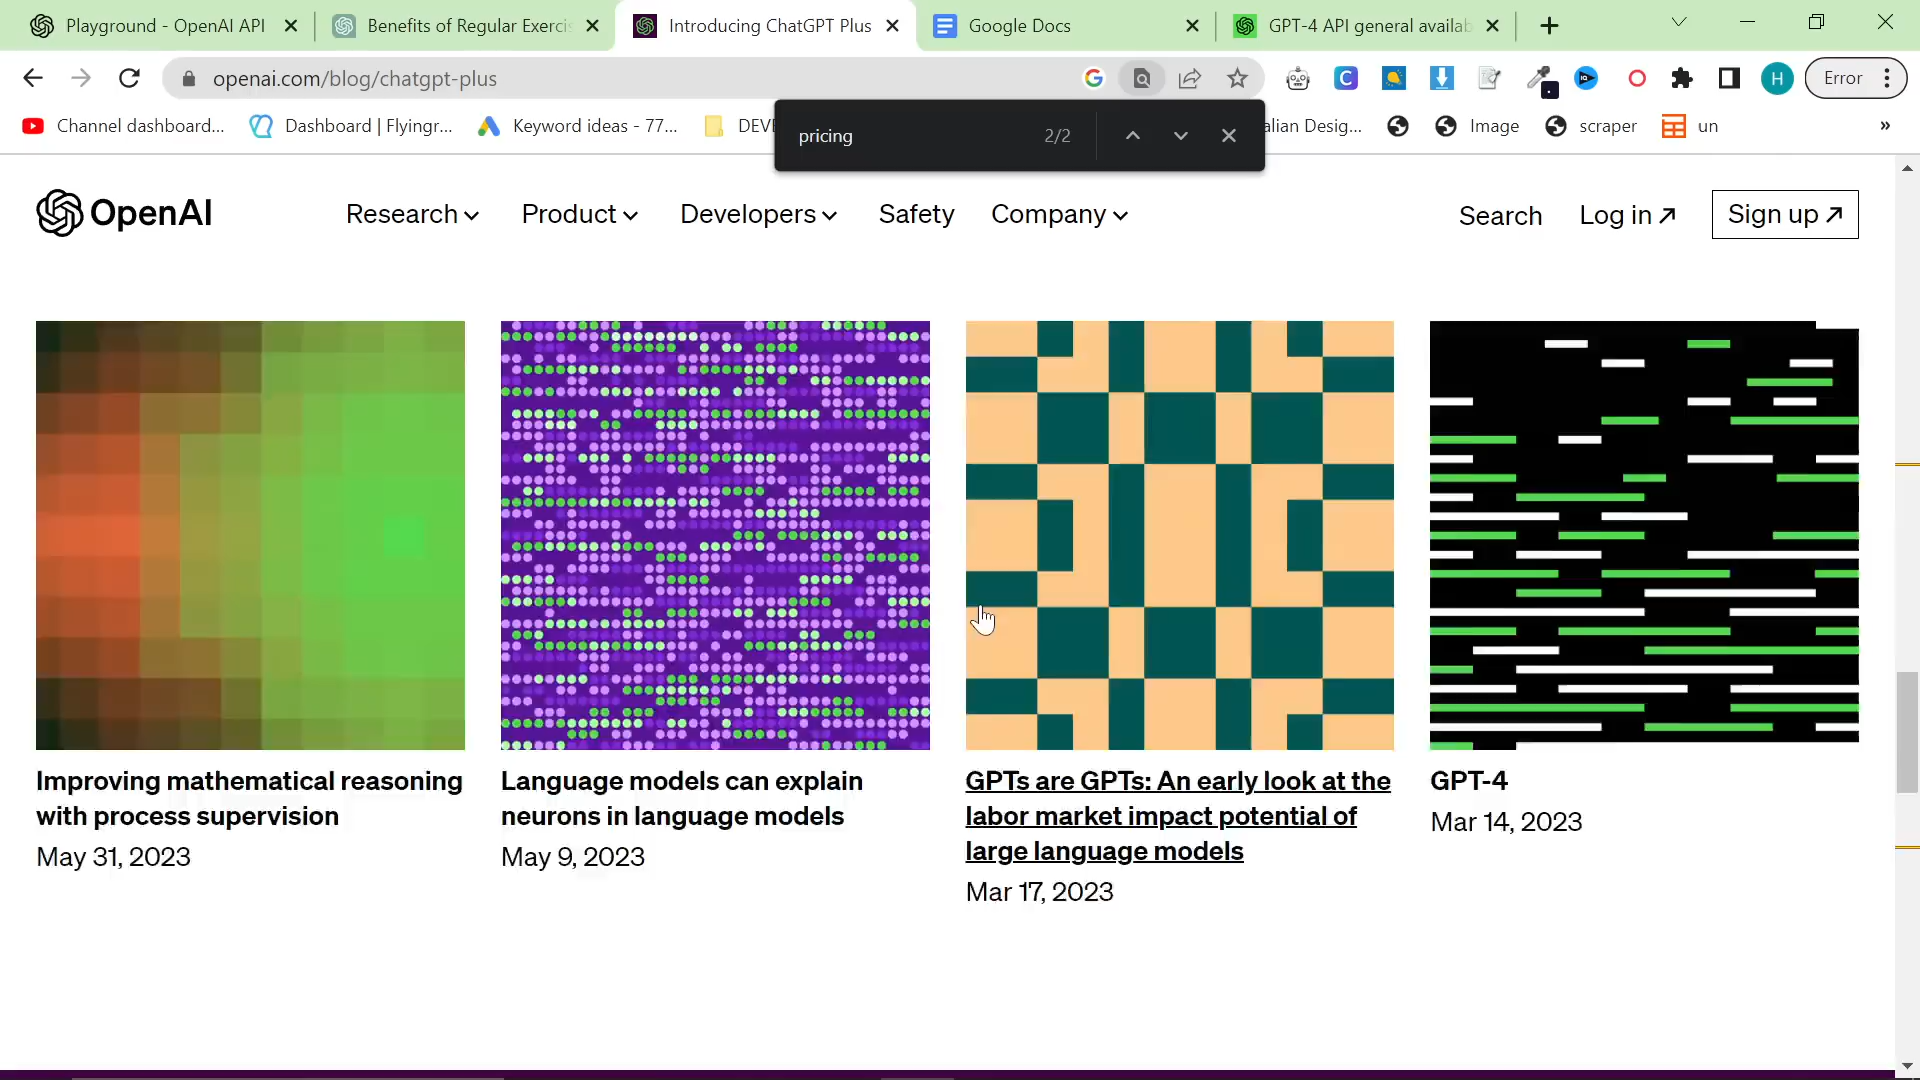 Playground - OpenAI API
Benefits of Regular Exercis
Introducing ChatGPT Plus
Google Docs
GPT-4 API general availab
openai.com/blog/chatgpt-plus
Error
H
Channel dashboard...
Dashboard | Flyingr...
Keyword ideas - 77...
DEVE
alian Desig...
Image
scraper
un
»
pricing
2/2
OpenAI
Research
Product
Developers
Safety
Company
Search
Log in
Sign up
Improving mathematical reasoning
with process supervision
May 31, 2023
Language models can explain
neurons in language models
May 9, 2023
GPTs are GPTs: An early look at the
labor market impact potential of
large language models
Mar 17, 2023
GPT-4
Mar 14, 2023